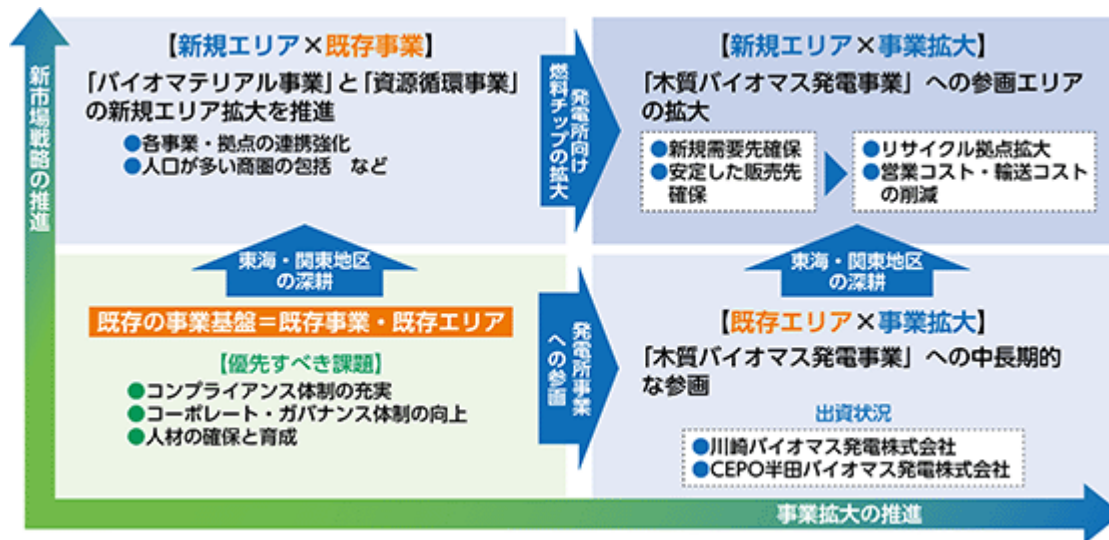 新市場戦略の推進
【新規エリア×既存事業】
「バイオマテリアル事業」と「資源循環事業」
の新規エリア拡大を推進
●各事業・拠点の連携強化
●人口が多い商圏の包括　など
発電所向け
燃料チップの拡大
【新規エリア×事業拡大】
「木質バイオマス発電事業」への参画エリア
の拡大
●新規需要先確保
●安定した販売先
確保
●リサイクル拠点拡大
●営業コスト・輸送コスト
の削減
東海・関東地区
の深耕
東海・関東地区
の深耕
既存の事業基盤＝既存事業・既存エリア
【優先すべき課題】
●コンプライアンス体制の充実
●コーポレート・ガバナンス体制の向上
●人材の確保と育成
発電所事業
への参画
【既存エリア×事業拡大】
「木質バイオマス発電事業」への中長期的
な参画
出資状況
●川崎バイオマス発電株式会社
●CEPO半田バイオマス発電株式会社
事業拡大の推進